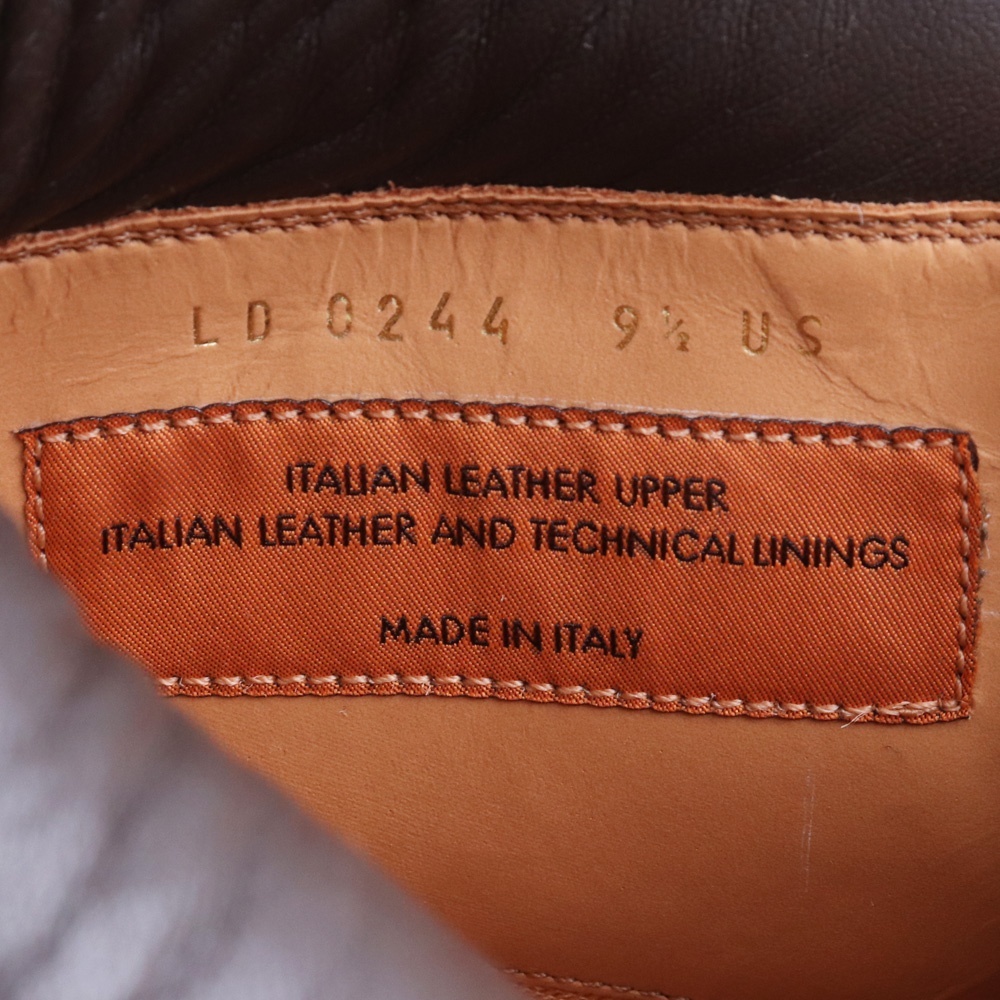 LD 0244 9½ US
ITALIAN LEATHER UPPER
ITALIAN LEATHER AND TECHNICAL LININGS
MADE IN ITALY